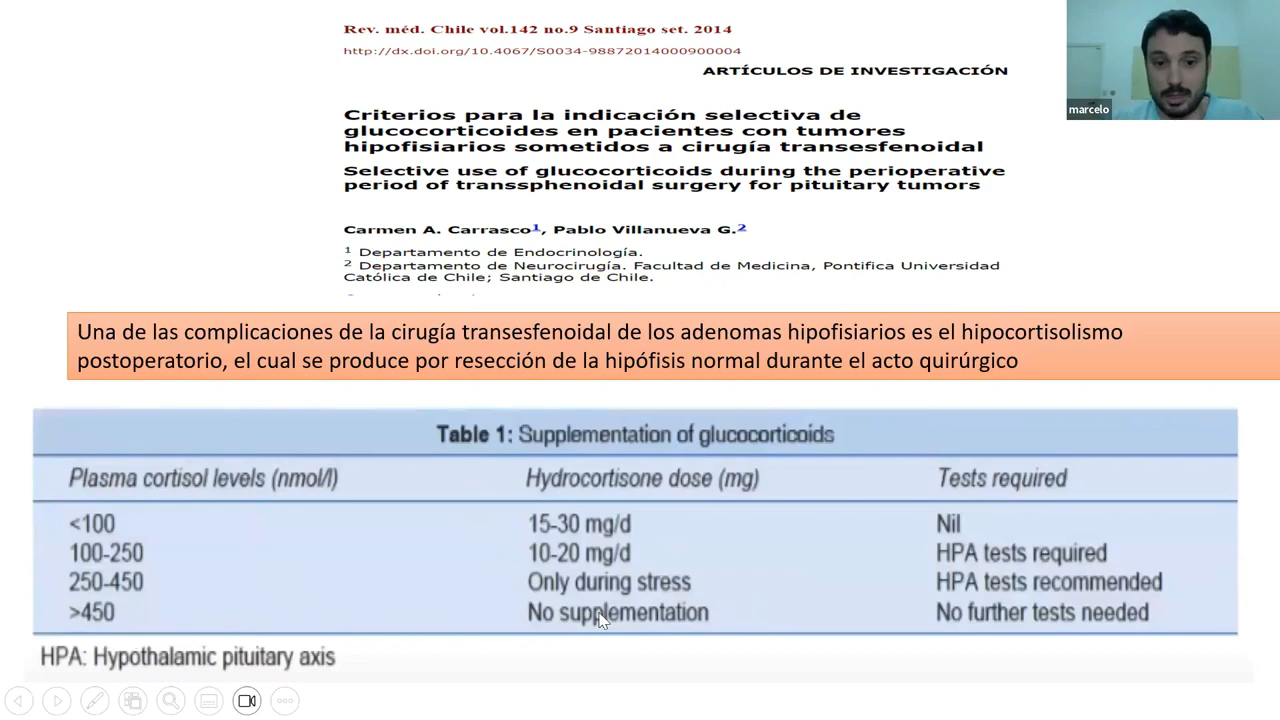 Rev. méd. Chile vol.142 no.9 Santiago set. 2014
http://dx.doi.org/10.4067/S0034-98872014000900004
ARTÍCULOS DE INVESTIGACIÓN
marcelo
Criterios para la indicación selectiva de
glucocorticoides en pacientes con tumores
hipofisiarios sometidos a cirugía transesfenoidal
Selective use of glucocorticoids during the perioperative
period of transsphenoidal surgery for pituitary tumors
Carmen A. Carrasco1, Pablo Villanueva G.2
1 Departamento de Endocrinología.
2 Departamento de Neurocirugía. Facultad de Medicina, Pontifica Universidad
Católica de Chile; Santiago de Chile.
Una de las complicaciones de la cirugía transesfenoidal de los adenomas hipofisiarios es el hipocortisolismo
postoperatorio, el cual se produce por resección de la hipófisis normal durante el acto quirúrgico
Table 1: Supplementation of glucocorticoids
Plasma cortisol levels (nmol/l) Hydrocortisone dose (mg) Tests required
<100 15-30 mg/d Nil
100-250 10-20 mg/d HPA tests required
250-450 Only during stress HPA tests recommended
>450 No supplementation No further tests needed
HPA: Hypothalamic pituitary axis